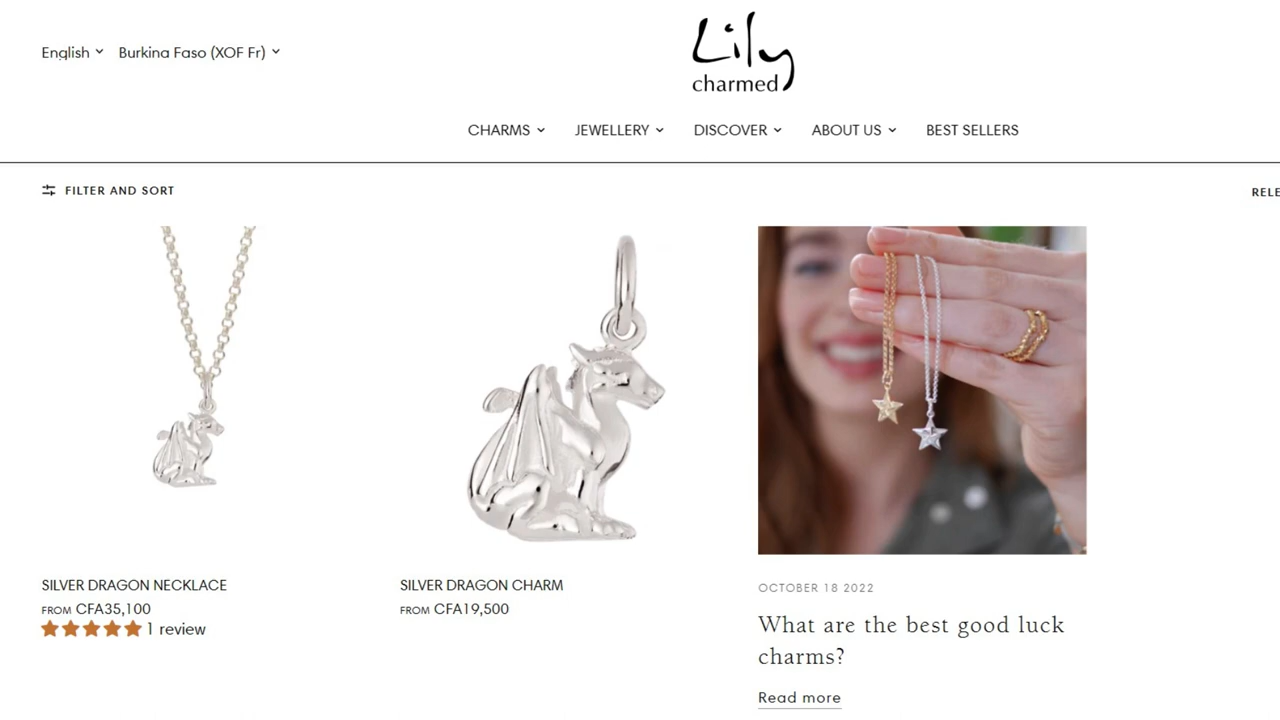 English
Burkina Faso (XOF Fr)
Lily
charmed
CHARMS
JEWELLERY
DISCOVER
ABOUT US
BEST SELLERS
FILTER AND SORT
SILVER DRAGON NECKLACE
FROM CFA35,100
1 review
SILVER DRAGON CHARM
FROM CFA19,500
OCTOBER 18 2022
What are the best good luck
charms?
Read more